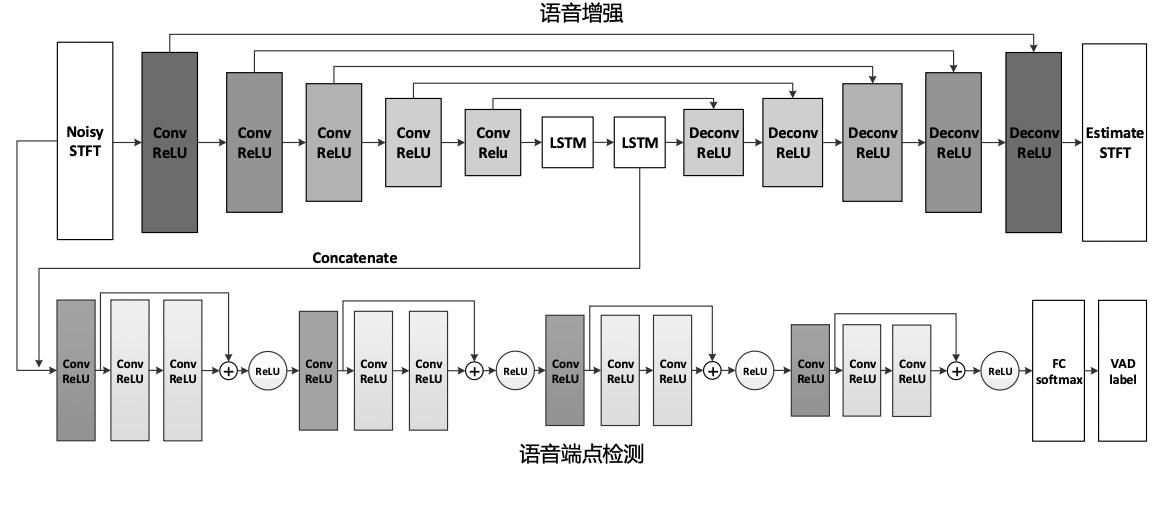 语音增强
Noisy
STFT
Conv
ReLU
Conv
ReLU
Conv
ReLU
Conv
ReLU
Conv
Relu
LSTM
LSTM
Deconv
ReLU
Deconv
ReLU
Deconv
ReLU
Deconv
ReLU
Deconv
ReLU
Estimate
STFT
Concatenate
Conv
ReLU
Conv
ReLU
Conv
ReLU
+
ReLU
Conv
ReLU
Conv
ReLU
Conv
ReLU
+
ReLU
Conv
ReLU
Conv
ReLU
Conv
ReLU
+
ReLU
Conv
ReLU
Conv
ReLU
Conv
ReLU
+
ReLU
FC
softmax
VAD
label
语音端点检测